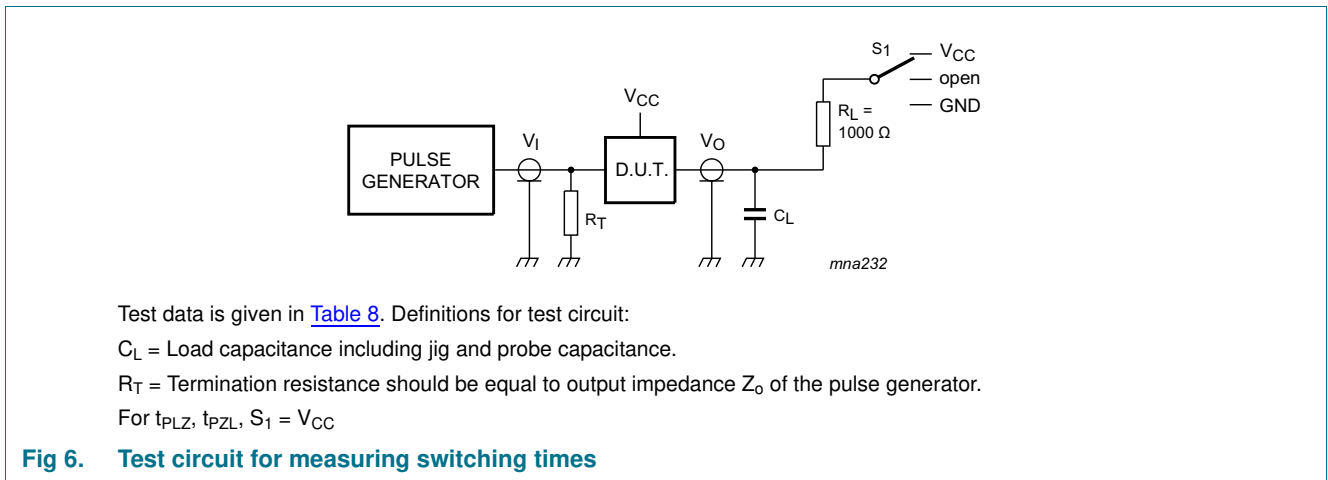 S1
VCC
open
GND
RL =
1000 Ω
VCC
PULSE
GENERATOR
VI
D.U.T.
VO
RT
CL
mna232
Test data is given in Table 8. Definitions for test circuit:
CL = Load capacitance including jig and probe capacitance.
RT = Termination resistance should be equal to output impedance Zo of the pulse generator.
For tPLZ, tPZL, S1 = VCC
Fig 6. Test circuit for measuring switching times